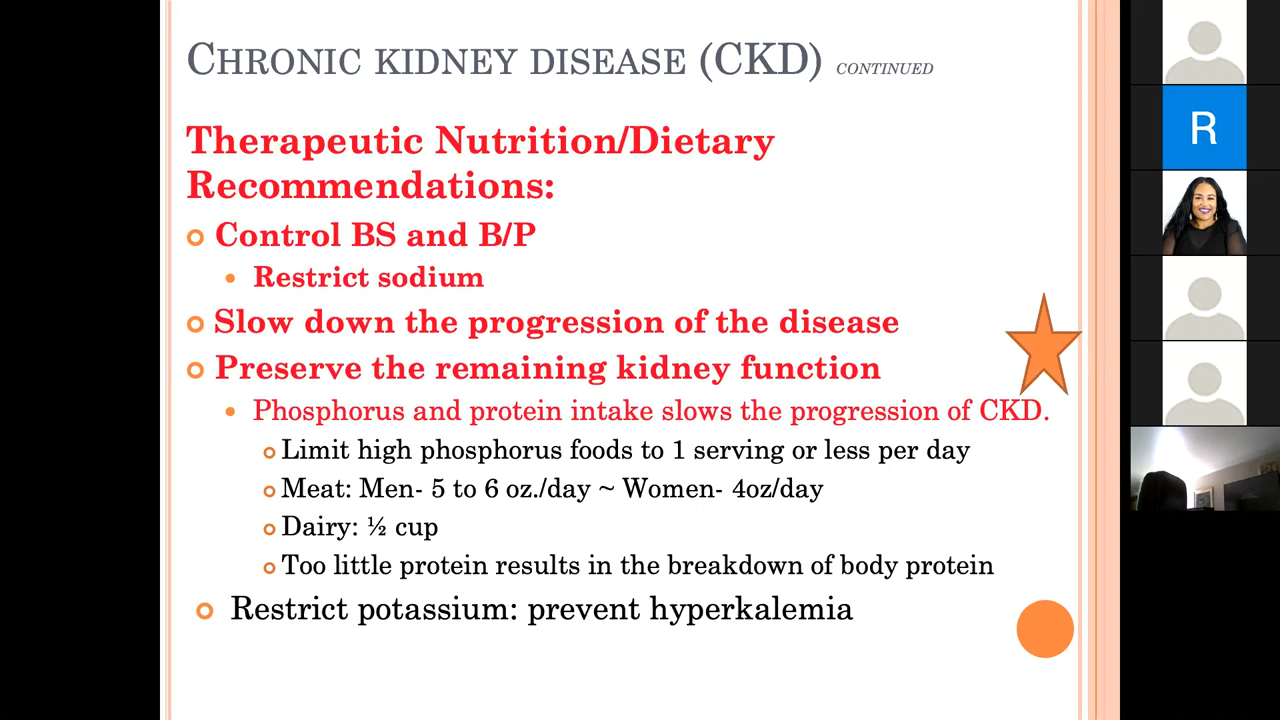 CHRONIC KIDNEY DISEASE (CKD) CONTINUED
Therapeutic Nutrition/Dietary
Recommendations:
Control BS and B/P
Restrict sodium
Slow down the progression of the disease
Preserve the remaining kidney function
Phosphorus and protein intake slows the progression of CKD.
Limit high phosphorus foods to 1 serving or less per day
Meat: Men- 5 to 6 oz./day ~ Women- 4oz/day
Dairy: ½ cup
Too little protein results in the breakdown of body protein
Restrict potassium: prevent hyperkalemia
R